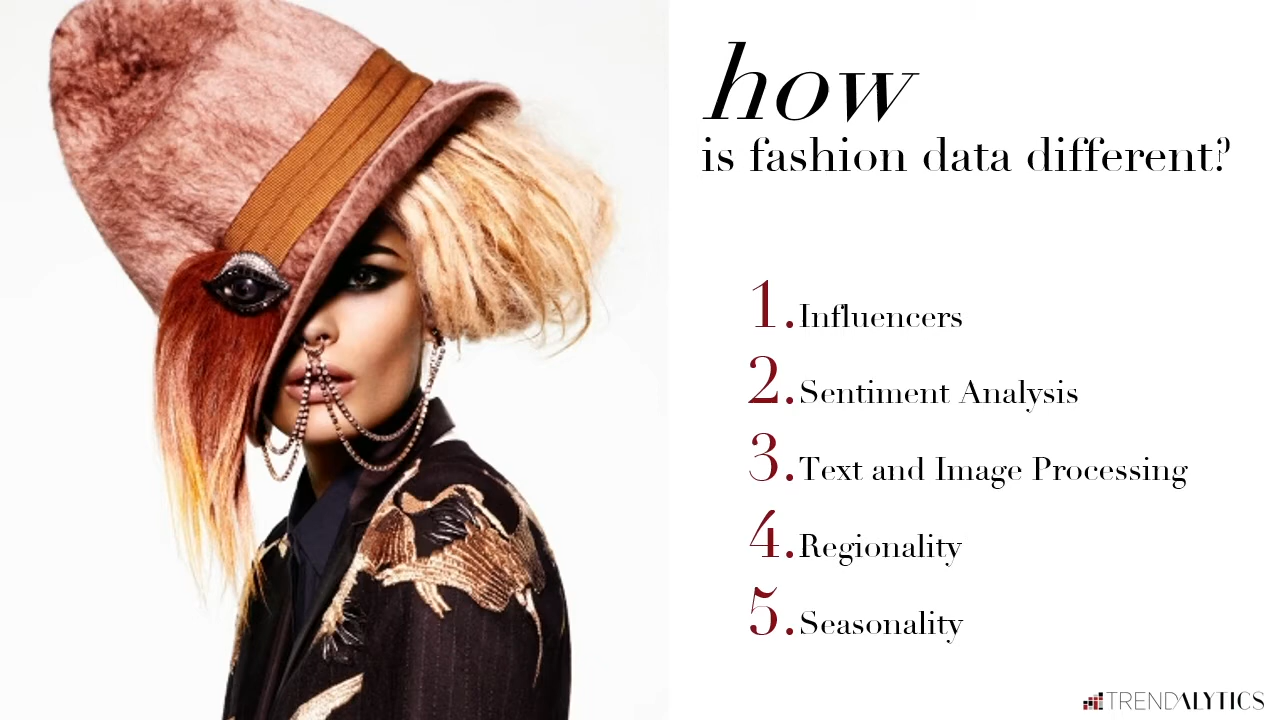 how
is fashion data different?
1. Influencers
2. Sentiment Analysis
3. Text and Image Processing
4. Regionality
5. Seasonality
TRENDALYTICS